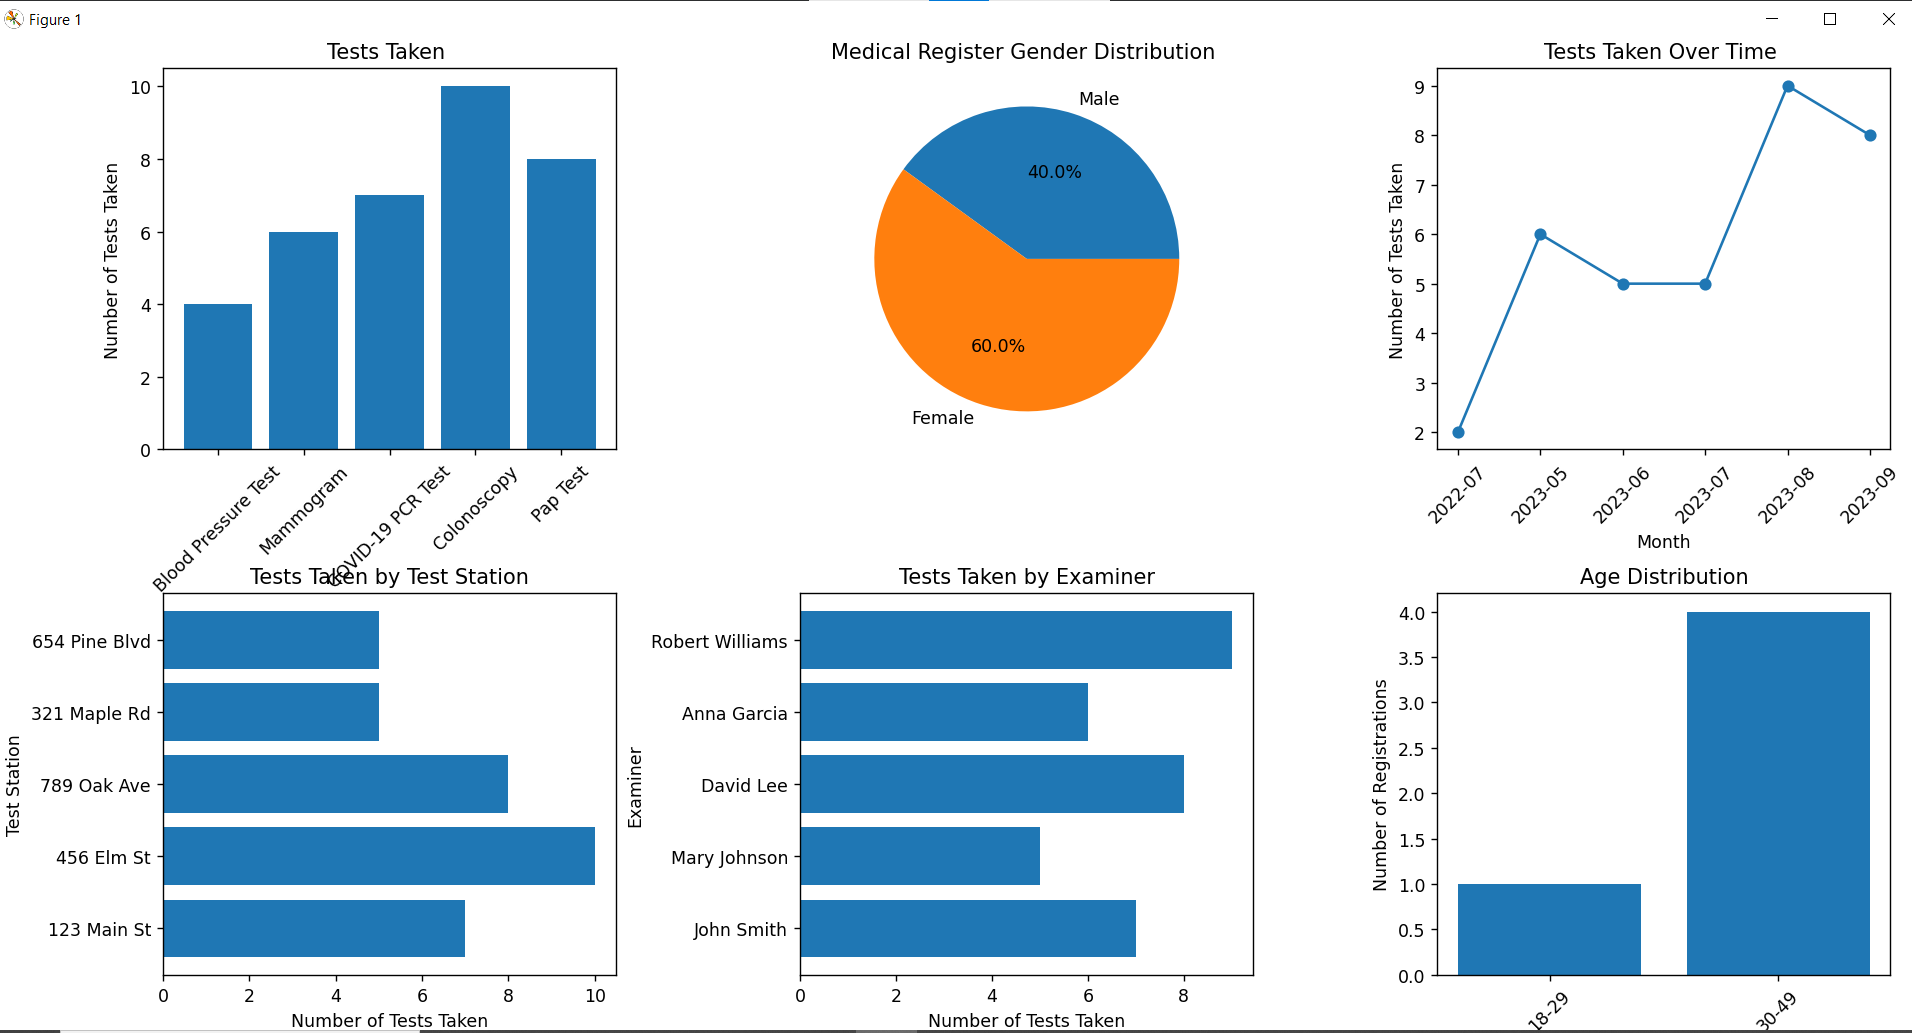 Figure 1
Tests Taken
10
8
6
4
2
0
Number of Tests Taken
Blood Pressure Test
Mammogram
COVID-19 PCR Test
Colonoscopy
Pap Test
Medical Register Gender Distribution
Male
40.0%
60.0%
Female
Tests Taken Over Time
9
8
7
6
5
4
3
2
Number of Tests Taken
2022-07
2023-05
2023-06
2023-07
2023-08
2023-09
Month
Tests Taken by Test Station
Test Station
654 Pine Blvd
321 Maple Rd
789 Oak Ave
456 Elm St
123 Main St
0 2 4 6 8 10
Number of Tests Taken
Tests Taken by Examiner
Examiner
Robert Williams
Anna Garcia
David Lee
Mary Johnson
John Smith
0 2 4 6 8
Number of Tests Taken
Age Distribution
4.0
3.5
3.0
2.5
2.0
1.5
1.0
0.5
0.0
Number of Registrations
18-29
30-49